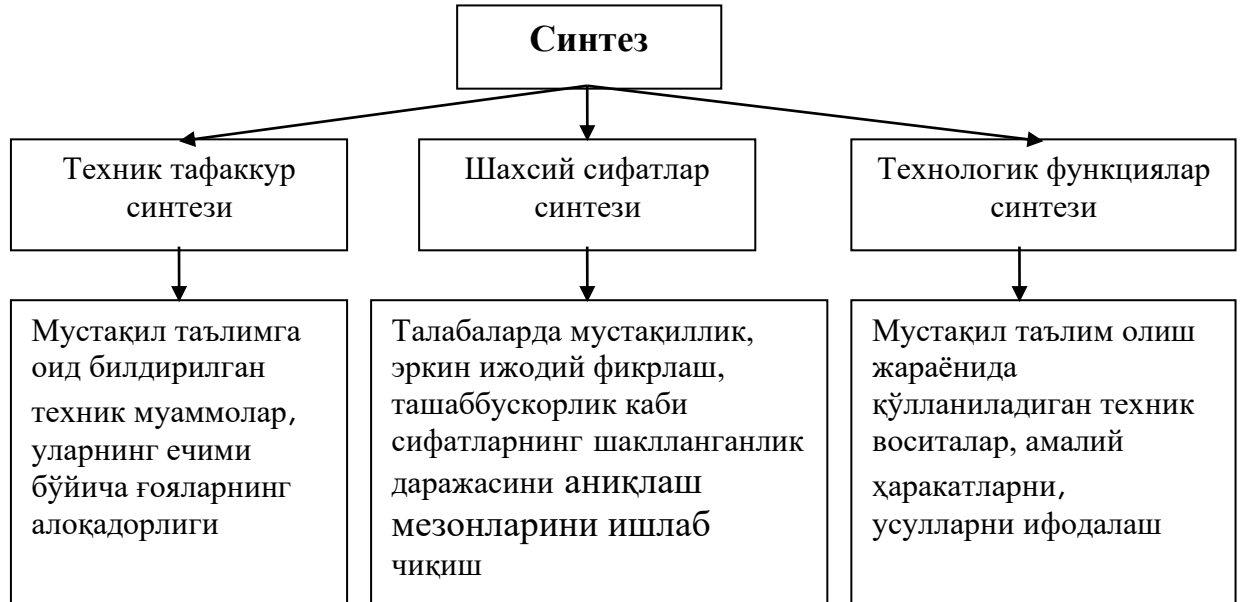 Синтез
Техник тафаккур
синтези
Шахсий сифатлар
синтези
Технологик функциялар
синтези
Мустақил таълимга
оид билдирилган
техник муаммолар,
уларнинг ечими
бўйича ғояларнинг
алоқадорлиги
Талабаларда мустақиллик,
эркин ижодий фикрлаш,
ташаббускорлик каби
сифатларнинг шаклланганлик
даражасини аниқлаш
мезонларини ишлаб
чиқиш
Мустақил таълим олиш
жараёнида
қўлланиладиган техник
воситалар, амалий
ҳаракатларни,
усулларни ифодалаш